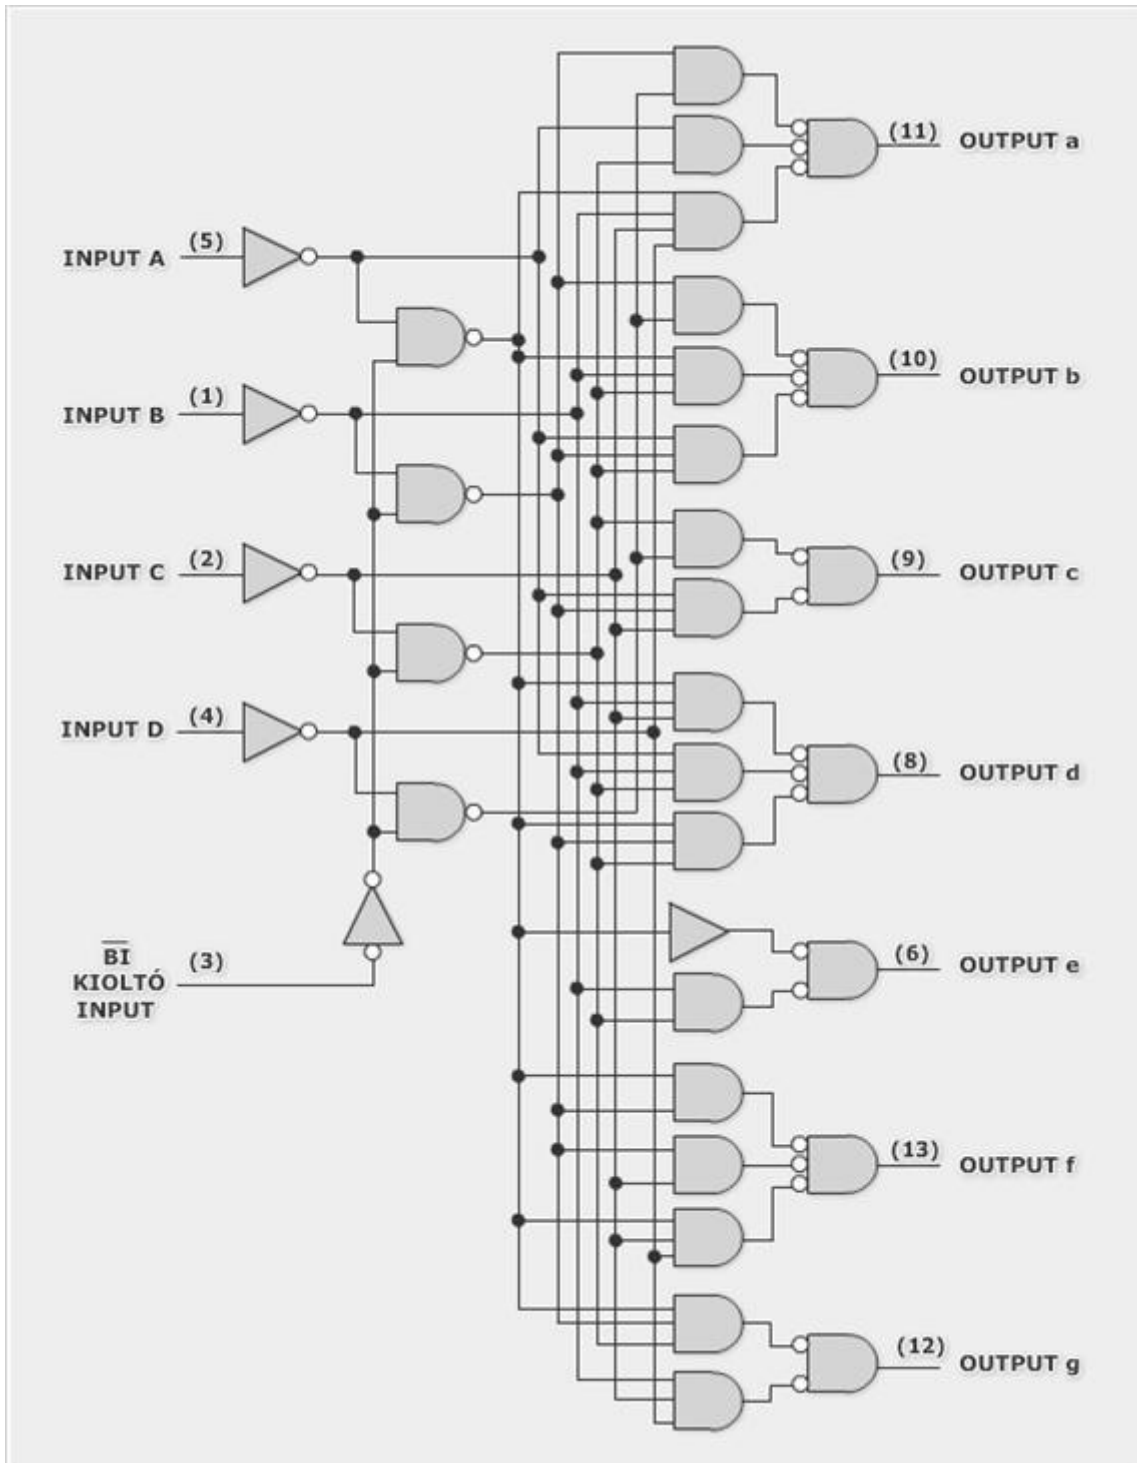 (11) OUTPUT a
INPUT A (5)
(10) OUTPUT b
INPUT B (1)
INPUT C (2)
(9) OUTPUT c
INPUT D (4)
(8) OUTPUT d
B̅I̅
KIOLTÓ
INPUT
(3)
(6) OUTPUT e
(13) OUTPUT f
(12) OUTPUT g